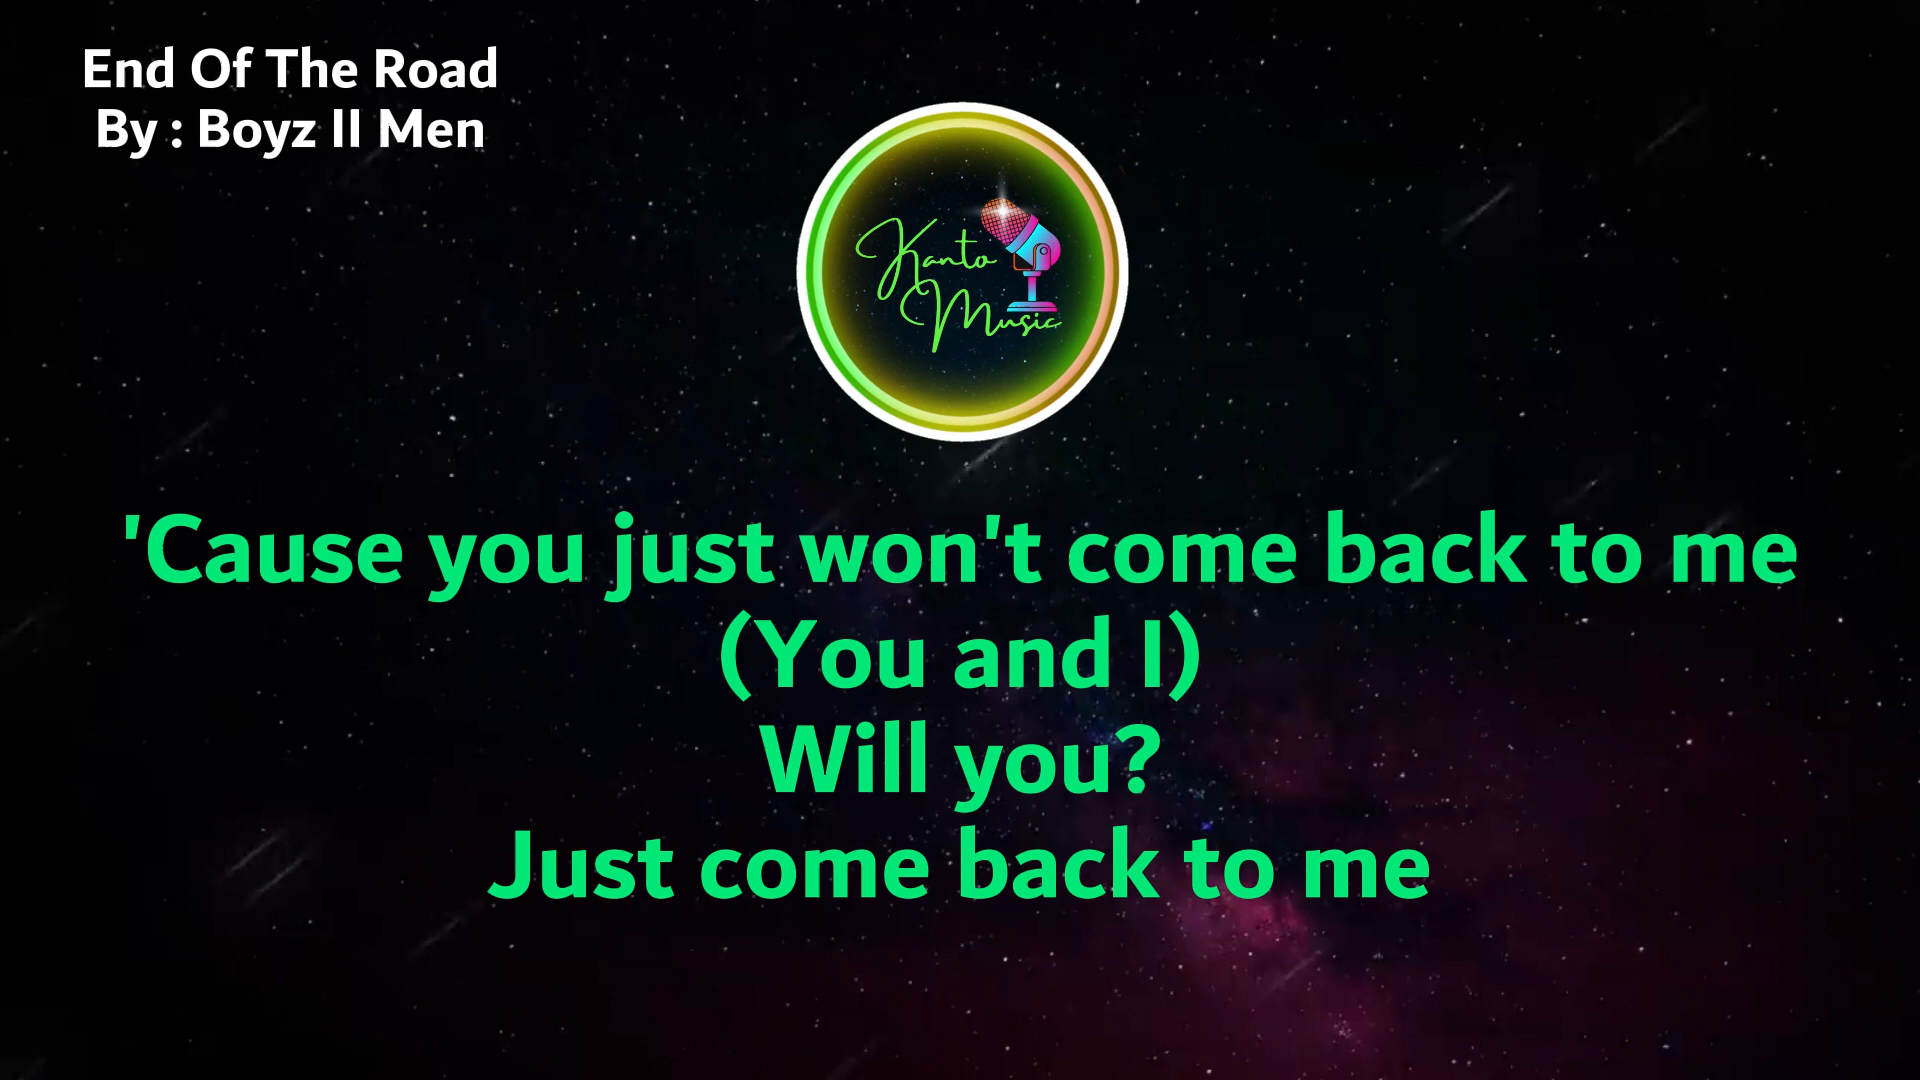 End Of The Road
By : Boyz II Men
Kanto
Music
'Cause you just won't come back to me
(You and I)
Will you?
Just come back to me